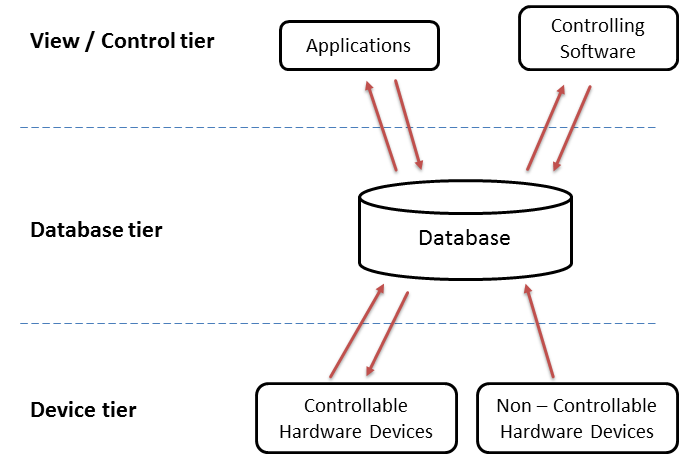 View / Control tier
Applications
Controlling
Software
Database tier
Database
Device tier
Controllable
Hardware Devices
Non – Controllable
Hardware Devices